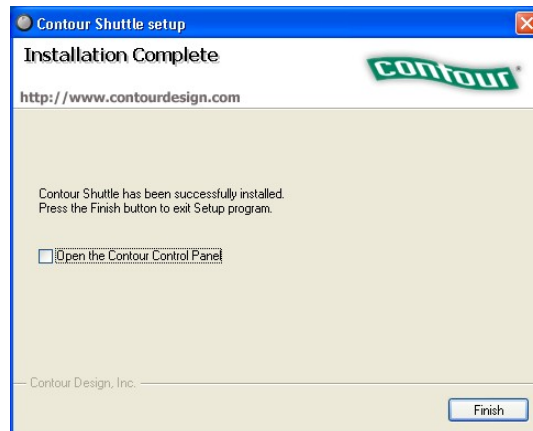 Contour Shuttle setup
Installation Complete
contour
http://www.contourdesign.com
Contour Shuttle has been successfully installed.
Press the Finish button to exit Setup program.
Open the Contour Control Panel
Contour Design, Inc.
Finish